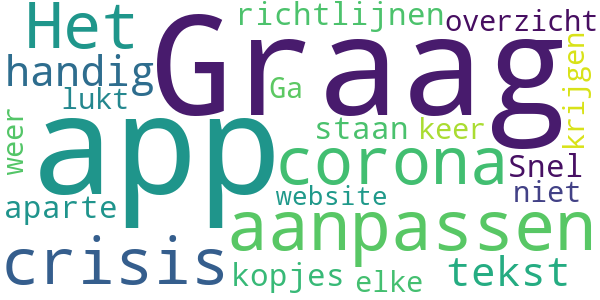 Het
richtlijnen
overzicht
Graag
handig
Ga
krijgen
lukt
weer
app
staan
keer
corona
Snel
website
niet
aparte
aanpassen
crisis
kopjes
elke
tekst